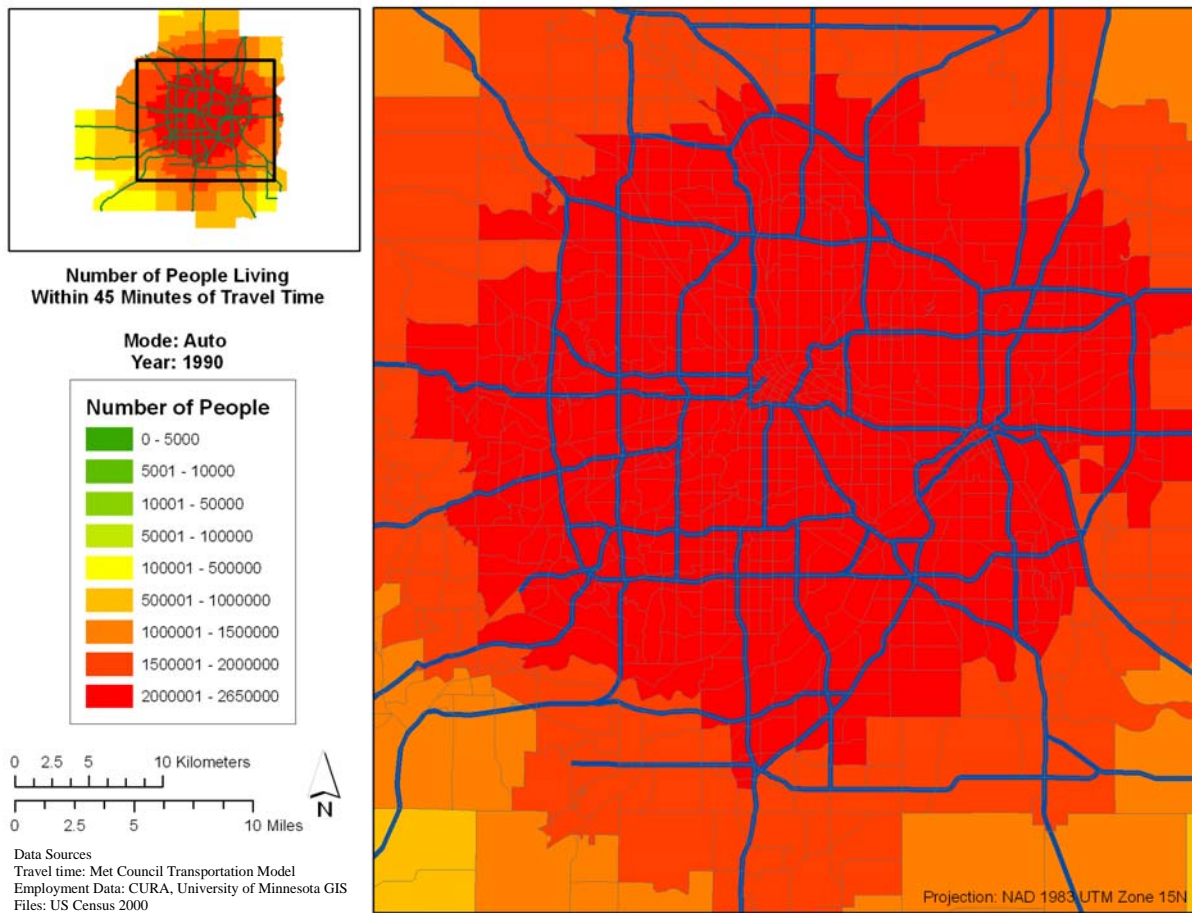 Number of People Living
Within 45 Minutes of Travel Time
Mode: Auto
Year: 1990
Number of People
0 - 5000
5001 - 10000
10001 - 50000
50001 - 100000
100001 - 500000
500001 - 1000000
1000001 - 1500000
1500001 - 2000000
2000001 - 2650000
0 2.5 5 10 Kilometers
0 2.5 5 10 Miles
N
Data Sources
Travel time: Met Council Transportation Model
Employment Data: CURA, University of Minnesota GIS
Files: US Census 2000
Projection: NAD 1983 UTM Zone 15N